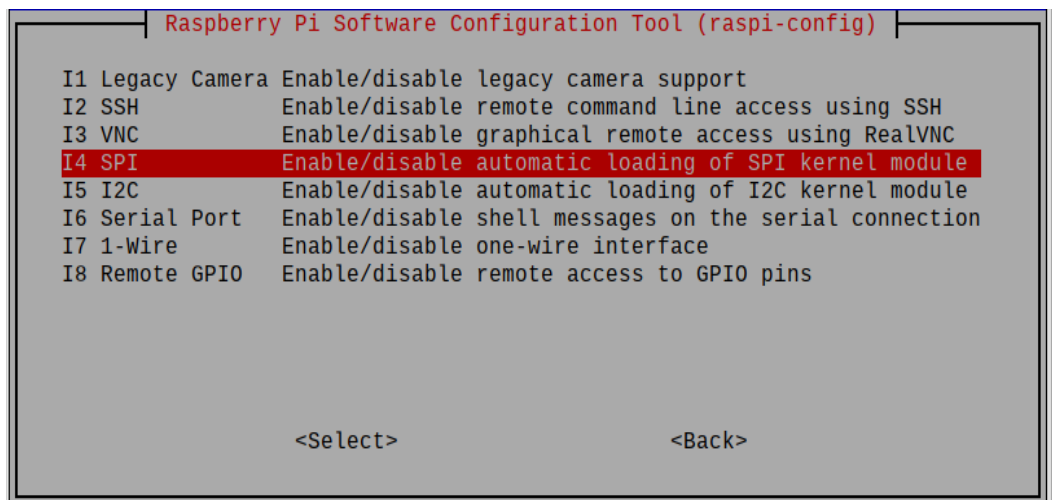 Raspberry Pi Software Configuration Tool (raspi-config)
I1 Legacy Camera Enable/disable legacy camera support
I2 SSH Enable/disable remote command line access using SSH
I3 VNC Enable/disable graphical remote access using RealVNC
I4 SPI Enable/disable automatic loading of SPI kernel module
I5 I2C Enable/disable automatic loading of I2C kernel module
I6 Serial Port Enable/disable shell messages on the serial connection
I7 1-Wire Enable/disable one-wire interface
I8 Remote GPIO Enable/disable remote access to GPIO pins
<Select> <Back>